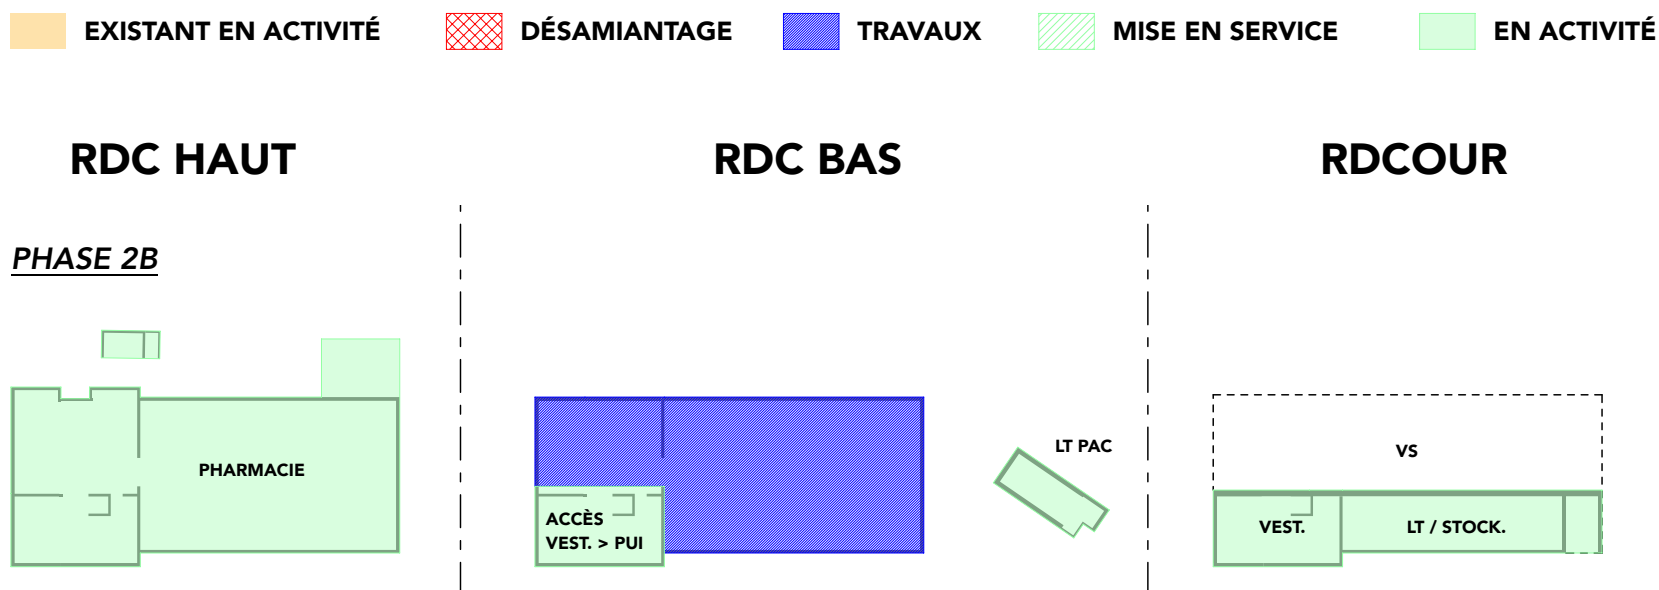 EXISTANT EN ACTIVITÉ
DÉSAMIANTAGE
TRAVAUX
MISE EN SERVICE
EN ACTIVITÉ
RDC HAUT
RDC BAS
RDCOUR
PHASE 2B
PHARMACIE
ACCÈS
VEST. > PUI
LT PAC
VS
VEST.
LT / STOCK.